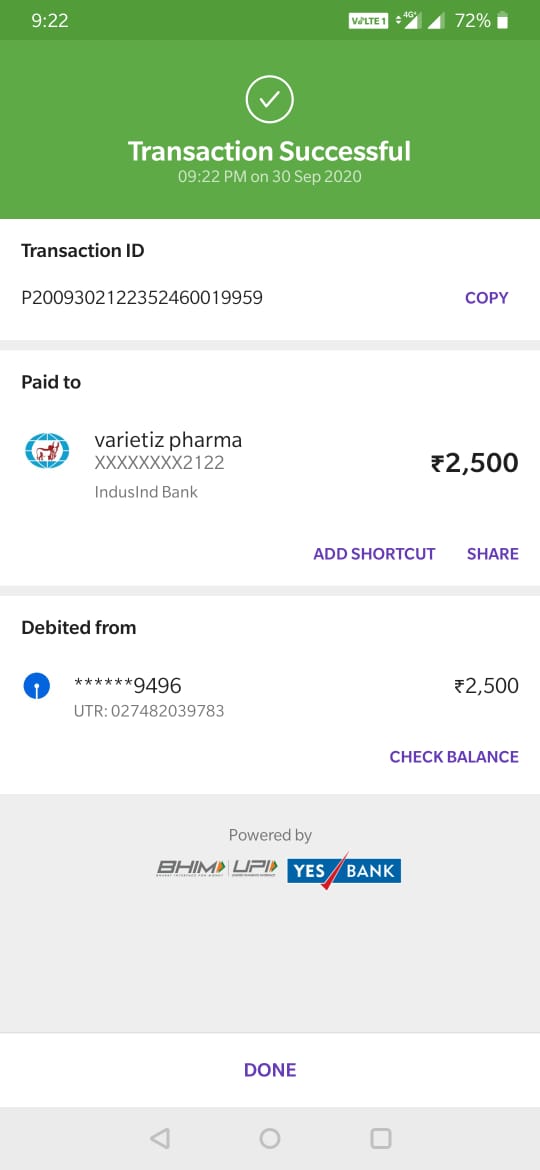 9:22
VoLTE 1 4G+ 72%
Transaction Successful
09:22 PM on 30 Sep 2020
Transaction ID
P2009302122352460019959
COPY
Paid to
varietiz pharma
XXXXXXXX2122
₹2,500
IndusInd Bank
ADD SHORTCUT SHARE
Debited from
******9496 ₹2,500
UTR: 027482039783
CHECK BALANCE
Powered by
BHIM UPI YES BANK
DONE